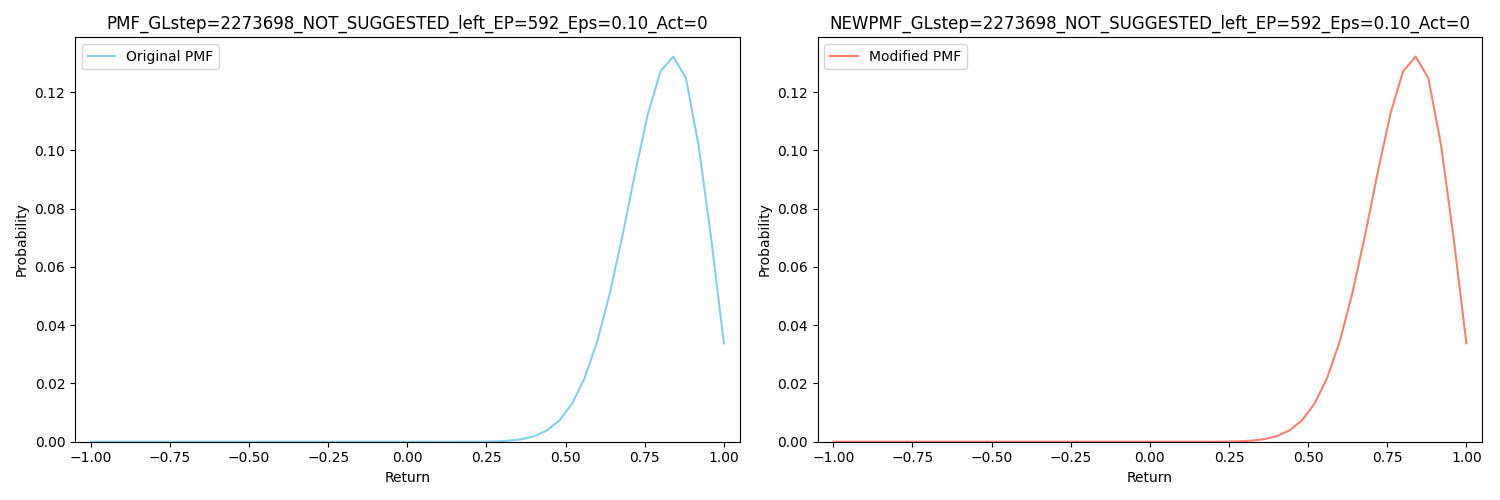 PMF_GLstep=2273698_NOT_SUGGESTED_left_EP=592_Eps=0.10_Act=0
Original PMF
Probability
0.12
0.10
0.08
0.06
0.04
0.02
0.00
−1.00 −0.75 −0.50 −0.25 0.00 0.25 0.50 0.75 1.00
Return
NEWPMF_GLstep=2273698_NOT_SUGGESTED_left_EP=592_Eps=0.10_Act=0
Modified PMF
Probability
0.12
0.10
0.08
0.06
0.04
0.02
0.00
−1.00 −0.75 −0.50 −0.25 0.00 0.25 0.50 0.75 1.00
Return